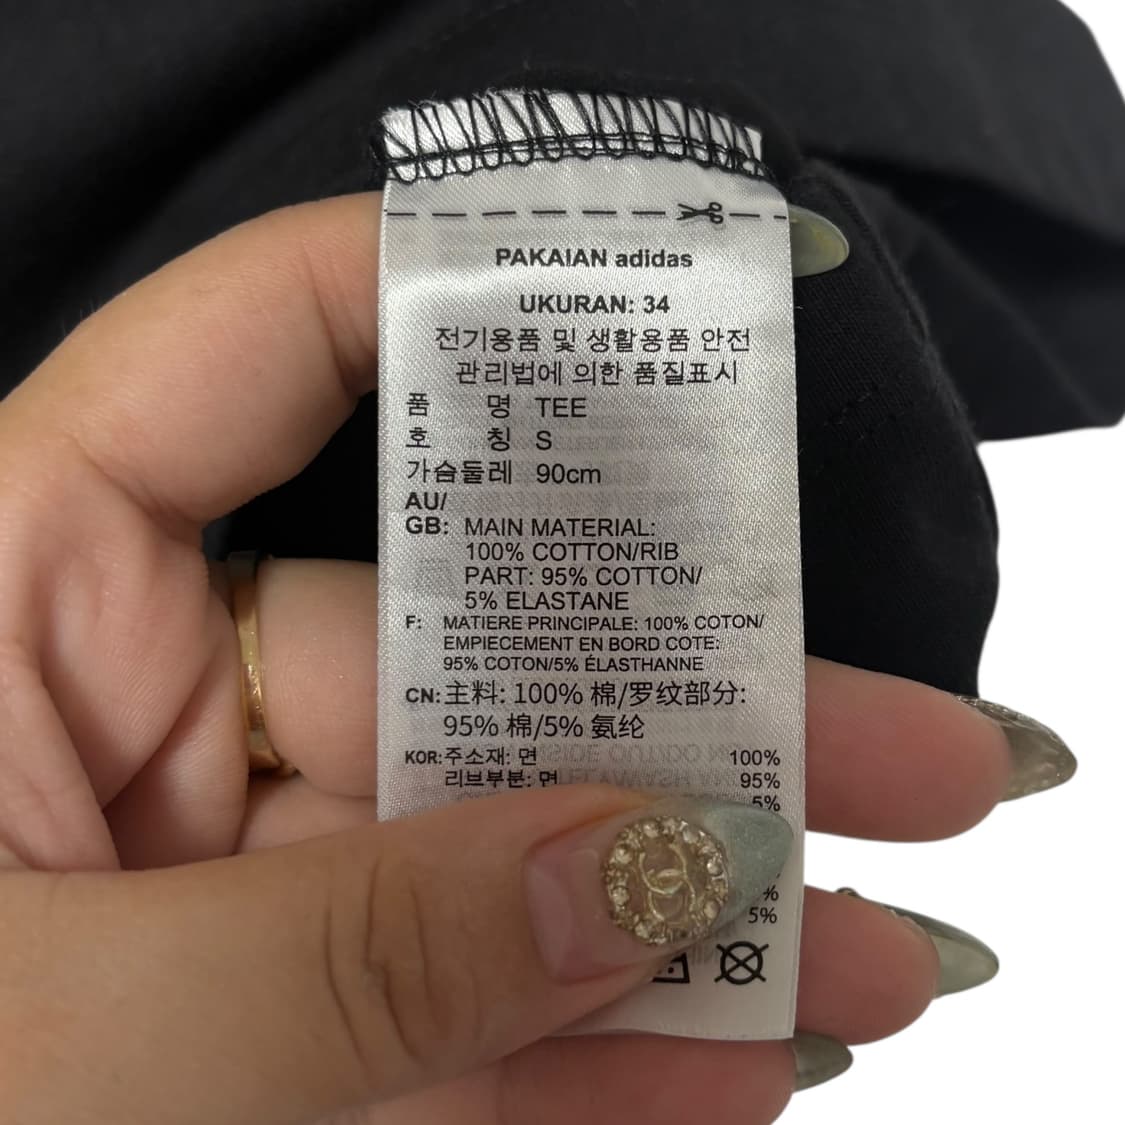 PAKAIAN adidas
UKURAN: 34
전기용품 및 생활용품 안전
관리법에 의한 품질표시
품 명 TEE
호 칭 S
가슴둘레 90cm
AU/
GB: MAIN MATERIAL:
100% COTTON/RIB
PART: 95% COTTON/
5% ELASTANE
F: MATIERE PRINCIPALE: 100% COTON/
EMPIECEMENT EN BORD COTE:
95% COTON/5% ÉLASTHANNE
CN: 主料: 100% 棉/罗纹部分:
95% 棉/5% 氨纶
KOR: 주소재: 면 100%
리브부분: 면 95%
5%
%
5%